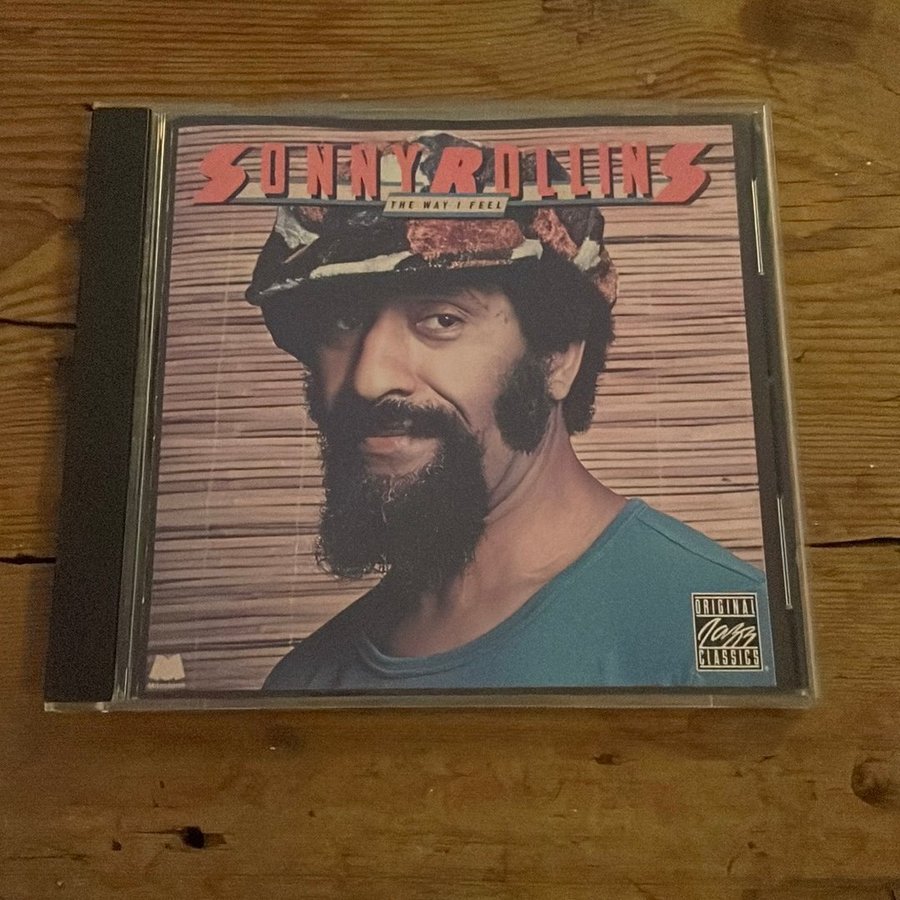 SONNY ROLLINS
THE WAY I FEEL
ORIGINAL
Jazz
CLASSICS